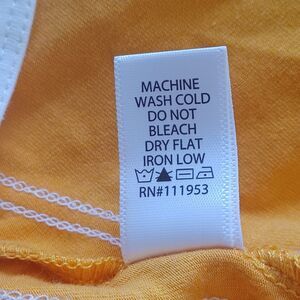 MACHINE
WASH COLD
DO NOT
BLEACH
DRY FLAT
IRON LOW
RN#111953